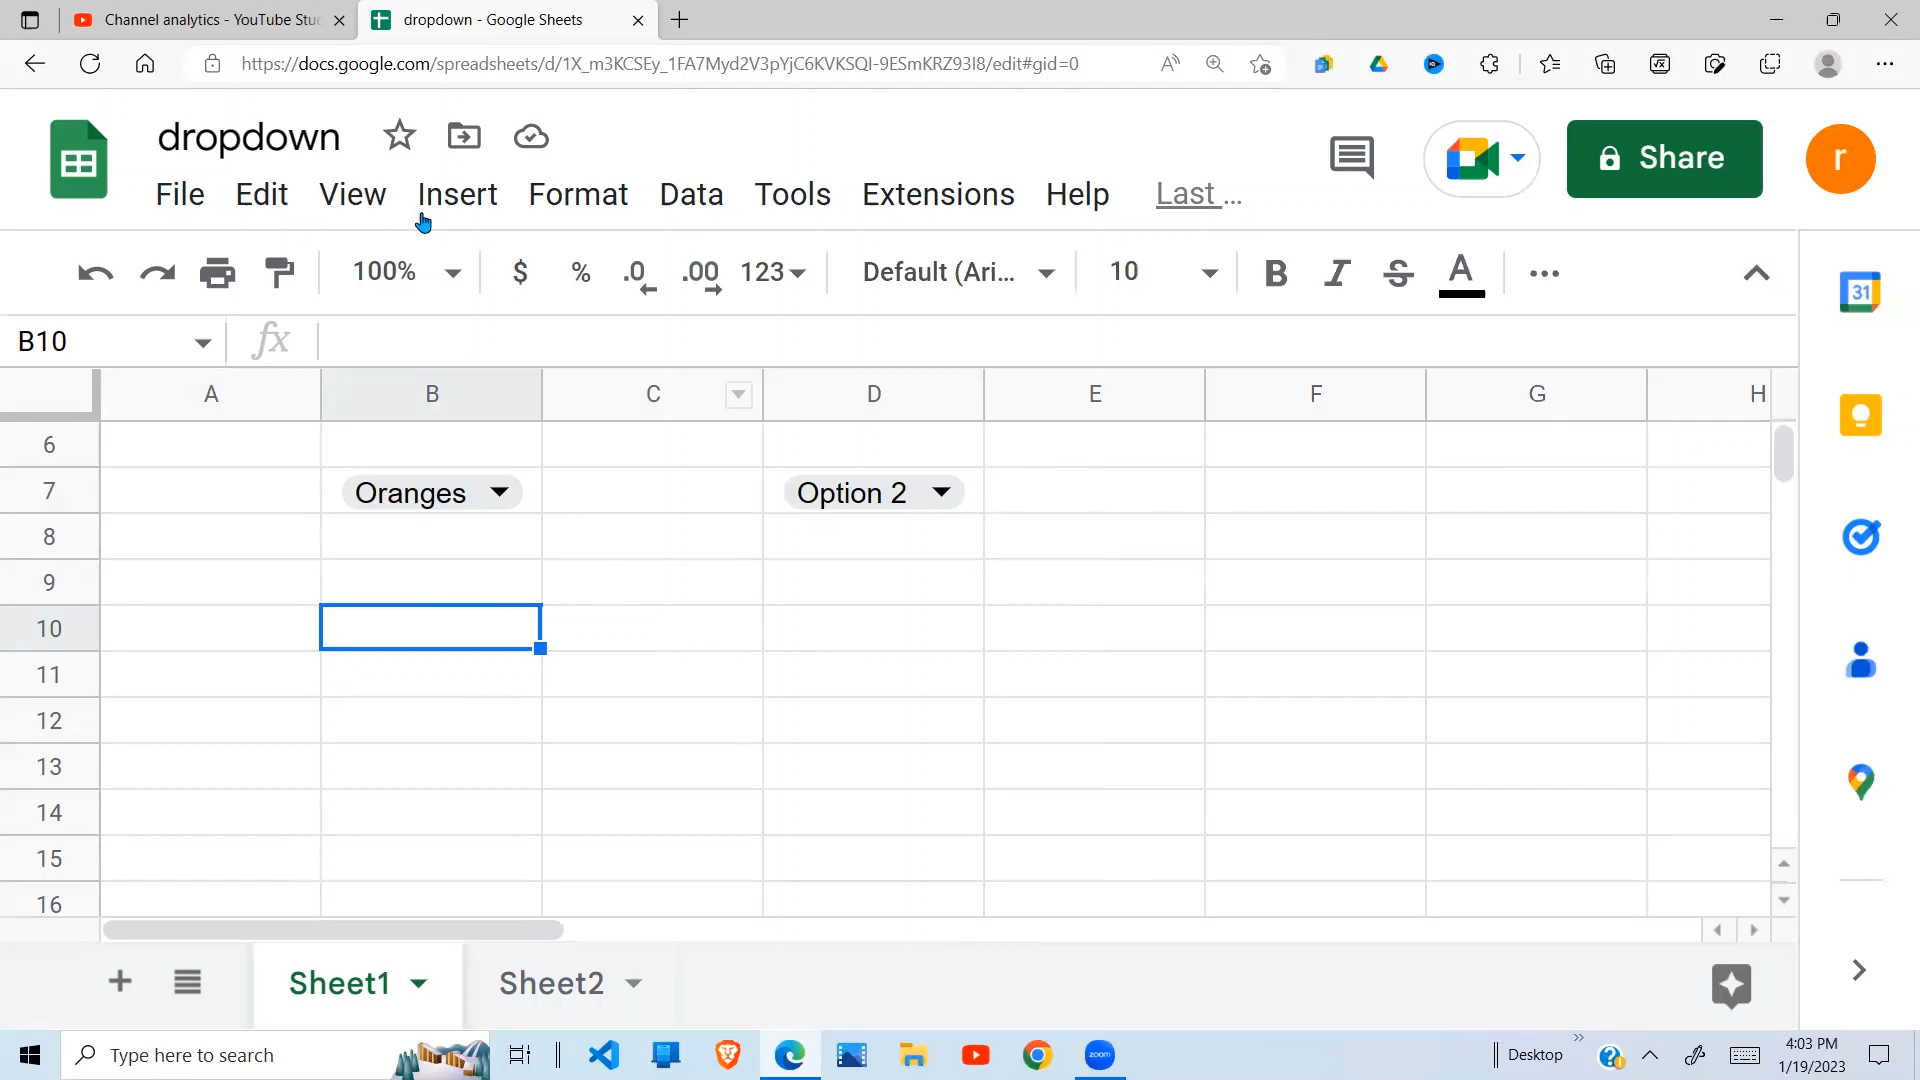 Channel analytics - YouTube Stu
dropdown - Google Sheets
https://docs.google.com/spreadsheets/d/1X_m3KCSEy_1FA7Myd2V3pYjC6KVKSQI-9ESmKRZ93I8/edit#gid=0
dropdown
Share
r
File Edit View Insert Format Data Tools Extensions Help Last ...
100% $ % .0 .00 123 Default (Ari... 10 B I S A
31
B10 fx
A B C D E F G H
6
7 Oranges Option 2
8
9
10
11
12
13
14
15
16
Sheet1 Sheet2
Type here to search
zoom
Desktop
4:03 PM
1/19/2023